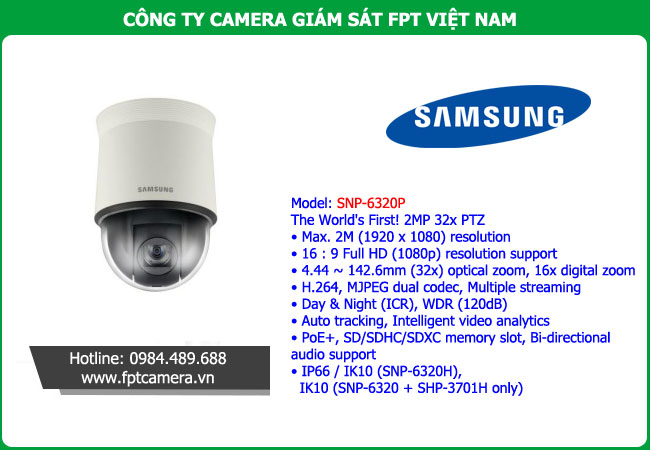 CÔNG TY CAMERA GIÁM SÁT FPT VIỆT NAM
SAMSUNG
SAMSUNG
Model: SNP-6320P
The World's First! 2MP 32x PTZ
• Max. 2M (1920 x 1080) resolution
• 16 : 9 Full HD (1080p) resolution support
• 4.44 ~ 142.6mm (32x) optical zoom, 16x digital zoom
• H.264, MJPEG dual codec, Multiple streaming
• Day & Night (ICR), WDR (120dB)
• Auto tracking, Intelligent video analytics
• PoE+, SD/SDHC/SDXC memory slot, Bi-directional
audio support
• IP66 / IK10 (SNP-6320H),
IK10 (SNP-6320 + SHP-3701H only)
Hotline: 0984.489.688
www.fptcamera.vn